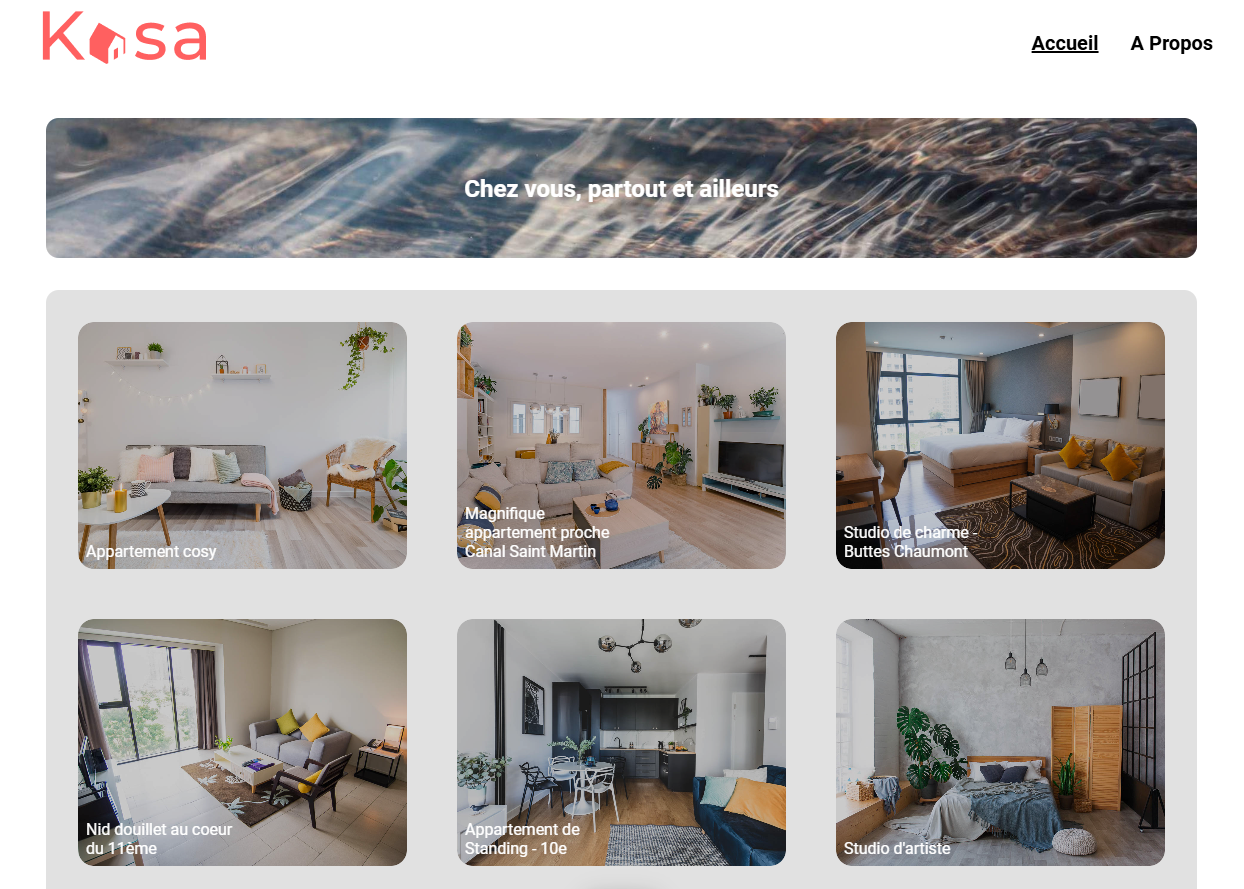 Kasa
Accueil
A Propos
Chez vous, partout et ailleurs
Appartement cosy
Magnifique
appartement proche
Canal Saint Martin
Studio de charme -
Buttes Chaumont
Nid douillet au coeur
du 11ème
Appartement de
Standing - 10e
Studio d'artiste